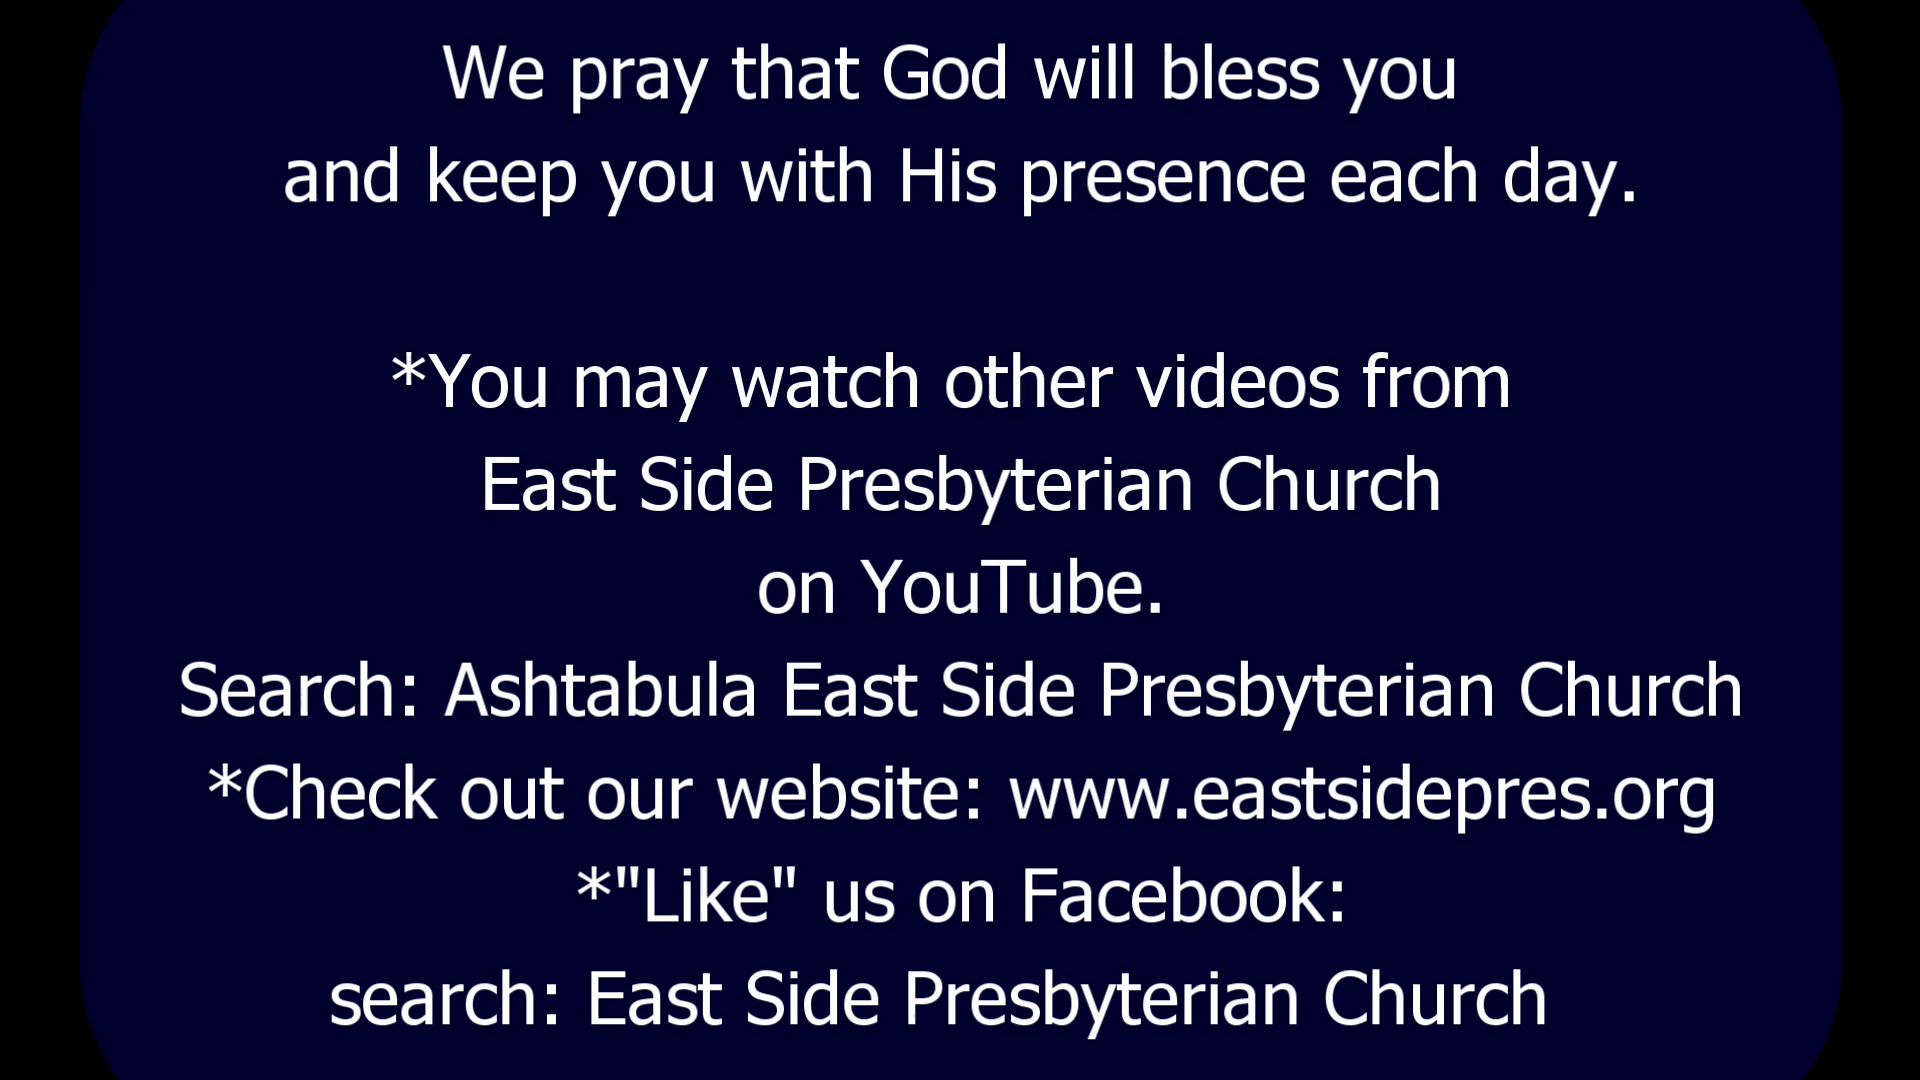 We pray that God will bless you
and keep you with His presence each day.
*You may watch other videos from
East Side Presbyterian Church
on YouTube.
Search: Ashtabula East Side Presbyterian Church
*Check out our website: www.eastsidepres.org
*"Like" us on Facebook:
search: East Side Presbyterian Church